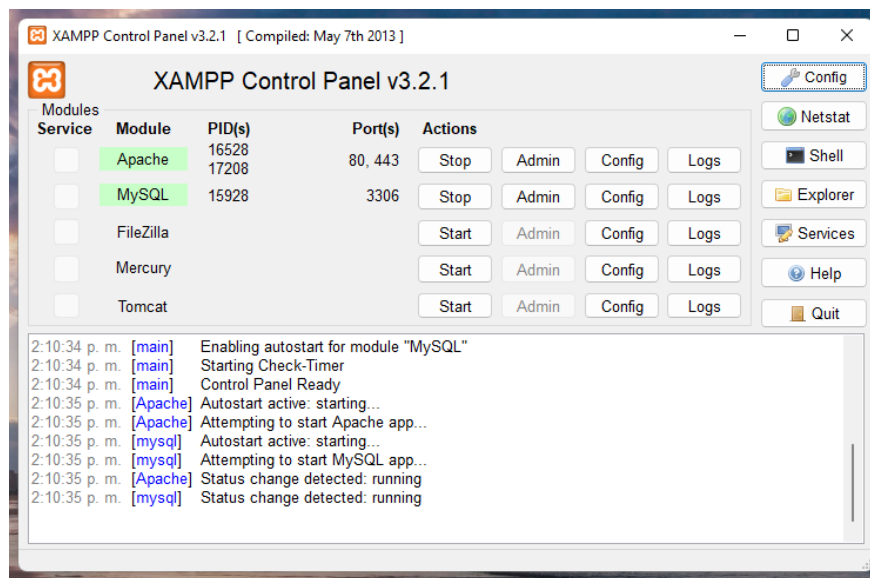 XAMPP Control Panel v3.2.1 [ Compiled: May 7th 2013 ]
XAMPP Control Panel v3.2.1
Config
Netstat
Shell
Explorer
Services
Help
Quit
Modules
Service Module PID(s) Port(s) Actions
Apache 16528 17208 80, 443 Stop Admin Config Logs
MySQL 15928 3306 Stop Admin Config Logs
FileZilla Start Admin Config Logs
Mercury Start Admin Config Logs
Tomcat Start Admin Config Logs
2:10:34 p. m. [main] Enabling autostart for module "MySQL"
2:10:34 p. m. [main] Starting Check-Timer
2:10:34 p. m. [main] Control Panel Ready
2:10:35 p. m. [Apache] Autostart active: starting...
2:10:35 p. m. [Apache] Attempting to start Apache app...
2:10:35 p. m. [mysql] Autostart active: starting...
2:10:35 p. m. [mysql] Attempting to start MySQL app...
2:10:35 p. m. [Apache] Status change detected: running
2:10:35 p. m. [mysql] Status change detected: running